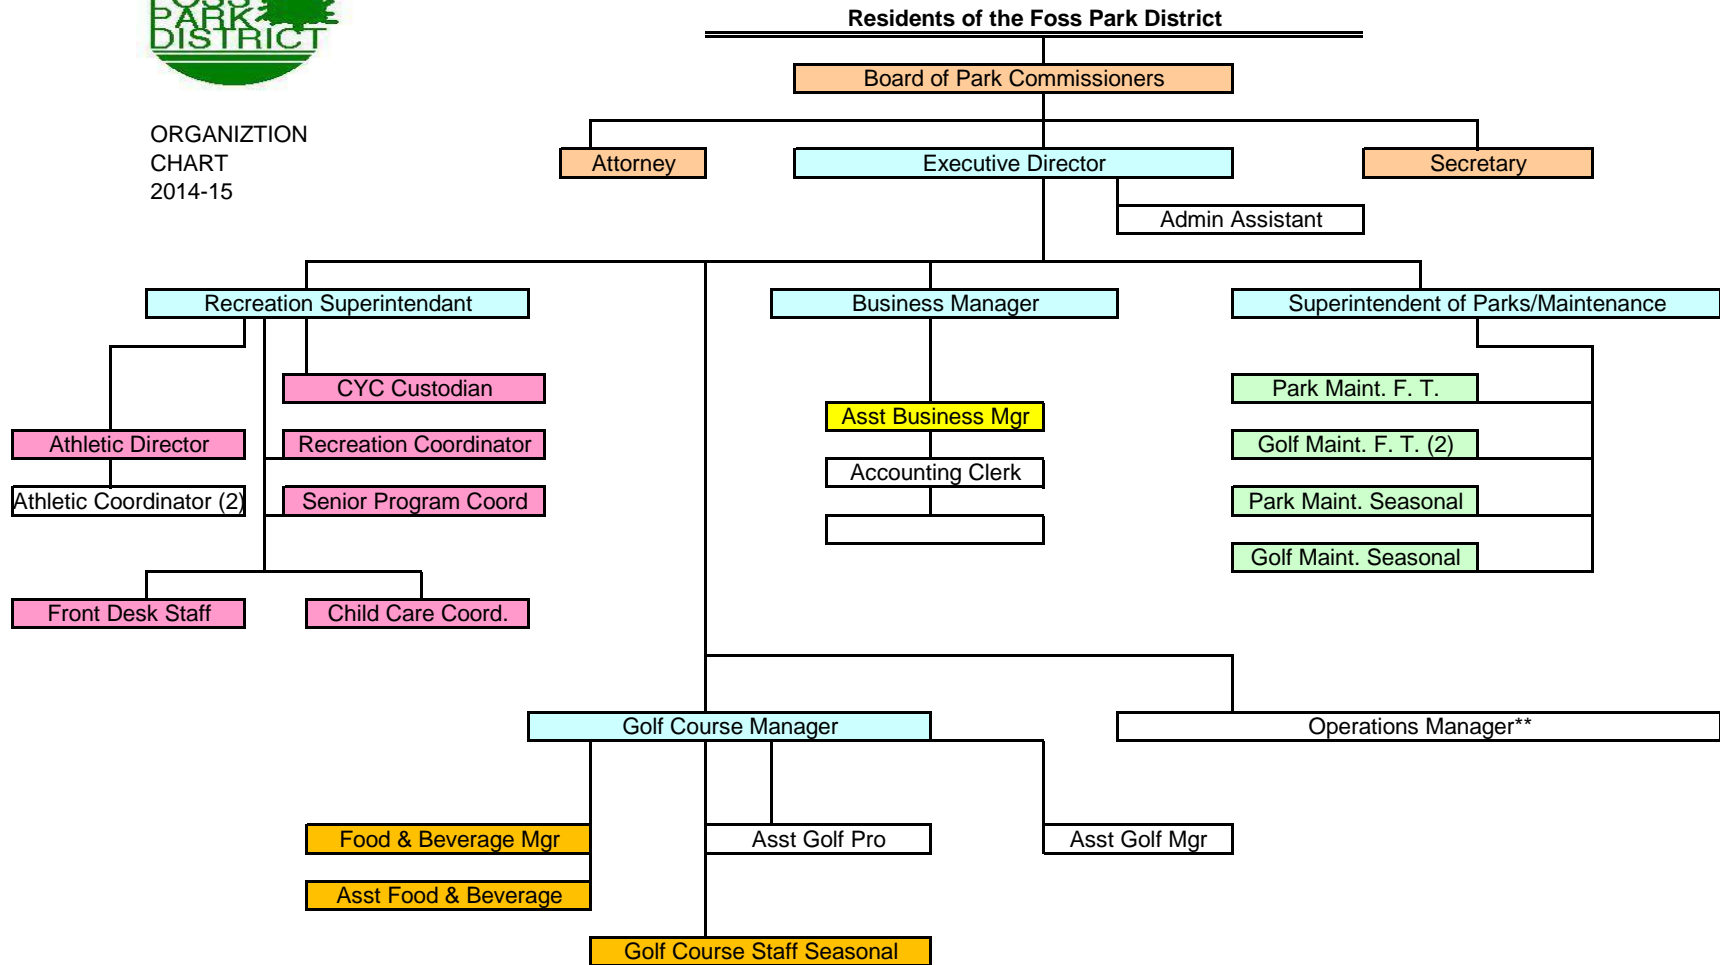 FOSS
PARK
DISTRICT
Residents of the Foss Park District
Board of Park Commissioners
ORGANIZTION
CHART
2014-15
Attorney
Executive Director
Secretary
Admin Assistant
Recreation Superintendant
Business Manager
Superintendent of Parks/Maintenance
CYC Custodian
Park Maint. F. T.
Asst Business Mgr
Athletic Director
Recreation Coordinator
Golf Maint. F. T. (2)
Accounting Clerk
Athletic Coordinator (2)
Senior Program Coord
Park Maint. Seasonal
Golf Maint. Seasonal
Front Desk Staff
Child Care Coord.
Golf Course Manager
Operations Manager**
Food & Beverage Mgr
Asst Golf Pro
Asst Golf Mgr
Asst Food & Beverage
Golf Course Staff Seasonal